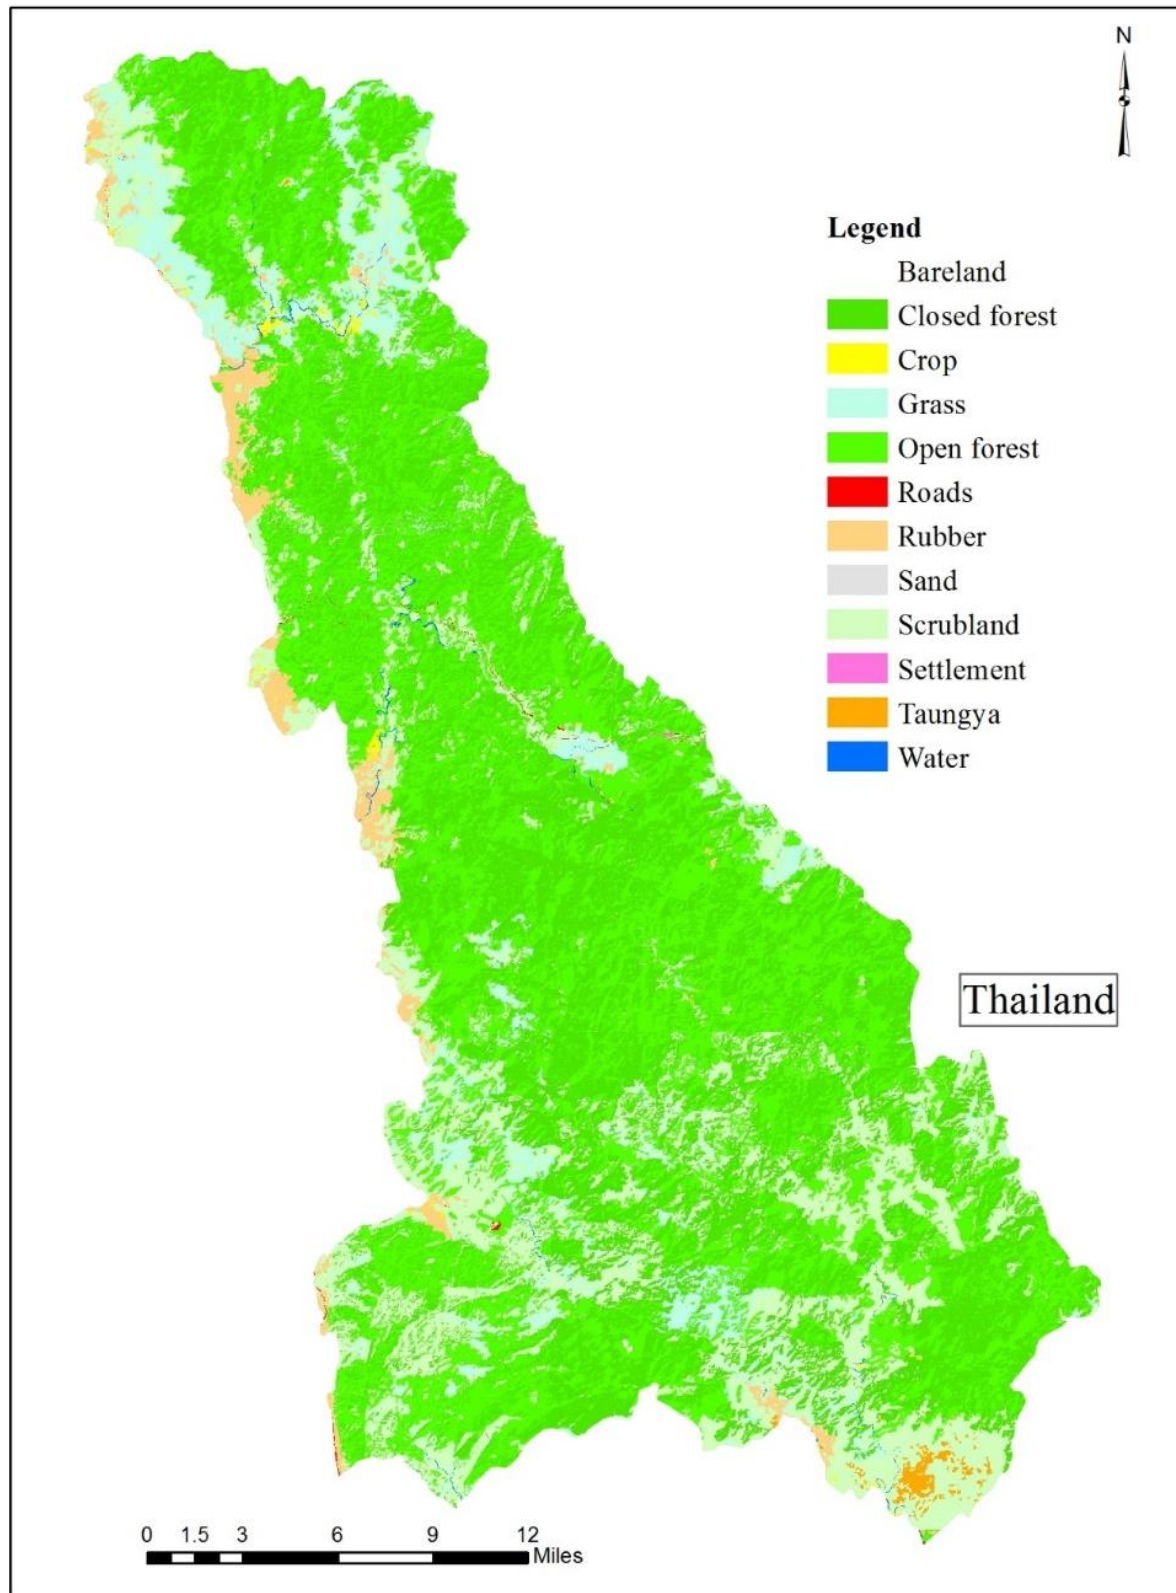 N
Legend
Bareland
Closed forest
Crop
Grass
Open forest
Roads
Rubber
Sand
Scrubland
Settlement
Taungya
Water
Thailand
0 1.5 3 6 9 12
Miles